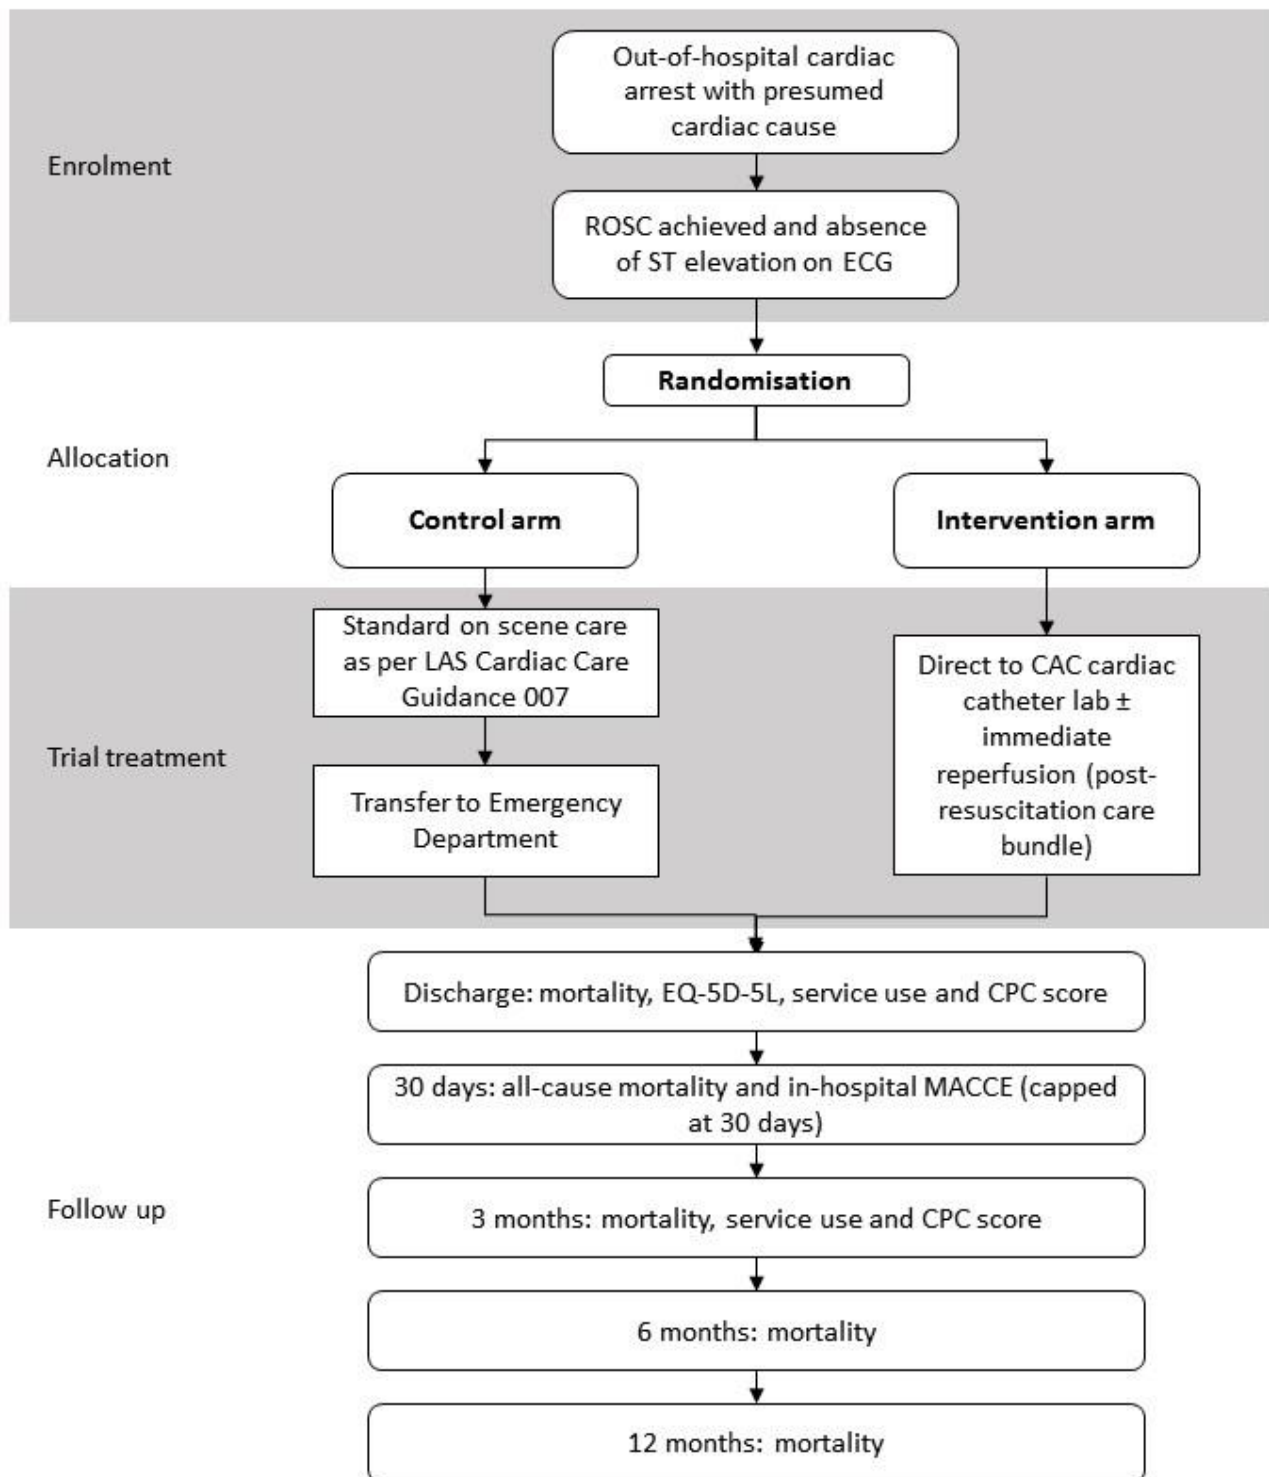 Out-of-hospital cardiac
arrest with presumed
cardiac cause
Enrolment
ROSC achieved and absence
of ST elevation on ECG
Randomisation
Allocation
Control arm
Intervention arm
Standard on scene care
as per LAS Cardiac Care
Guidance 007
Trial treatment
Transfer to Emergency
Department
Direct to CAC cardiac
catheter lab ±
immediate
reperfusion (post-
resuscitation care
bundle)
Discharge: mortality, EQ-5D-5L, service use and CPC score
30 days: all-cause mortality and in-hospital MACCE (capped
at 30 days)
Follow up
3 months: mortality, service use and CPC score
6 months: mortality
12 months: mortality